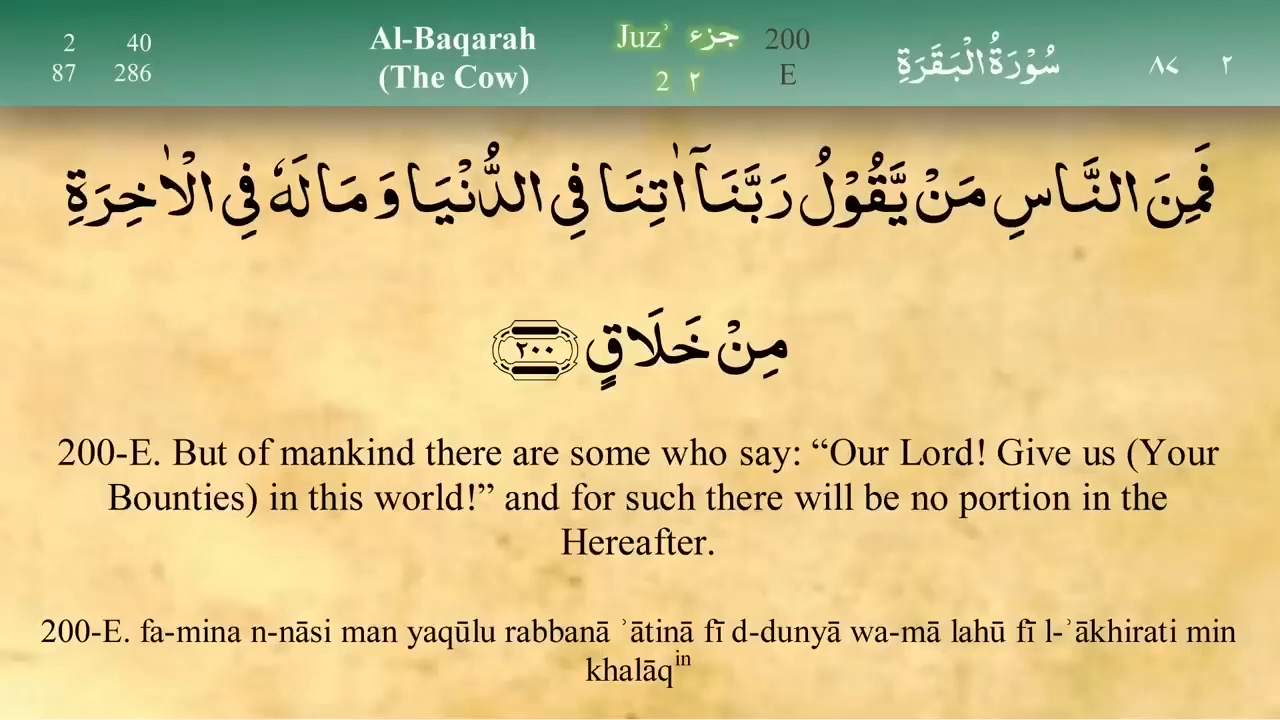 2 40 Al-Baqarah Juzʾ جزء 200 سُوْرَةُ الْبَقَرَةِ ٨٧ ٢
87 286 (The Cow) 2 ٢ E
فَمِنَ النَّاسِ مَنْ يَّقُوْلُ رَبَّنَاۤ اٰتِنَا فِي الدُّنْيَا وَ مَا لَهٗ فِي الْاٰخِرَةِ
مِنْ خَلَاقٍ ٢٠٠
200-E. But of mankind there are some who say: “Our Lord! Give us (Your
Bounties) in this world!” and for such there will be no portion in the
Hereafter.
200-E. fa-mina n-nāsi man yaqūlu rabbanā ʾātinā fī d-dunyā wa-mā lahū fī l-ʾākhirati min
khalāqin